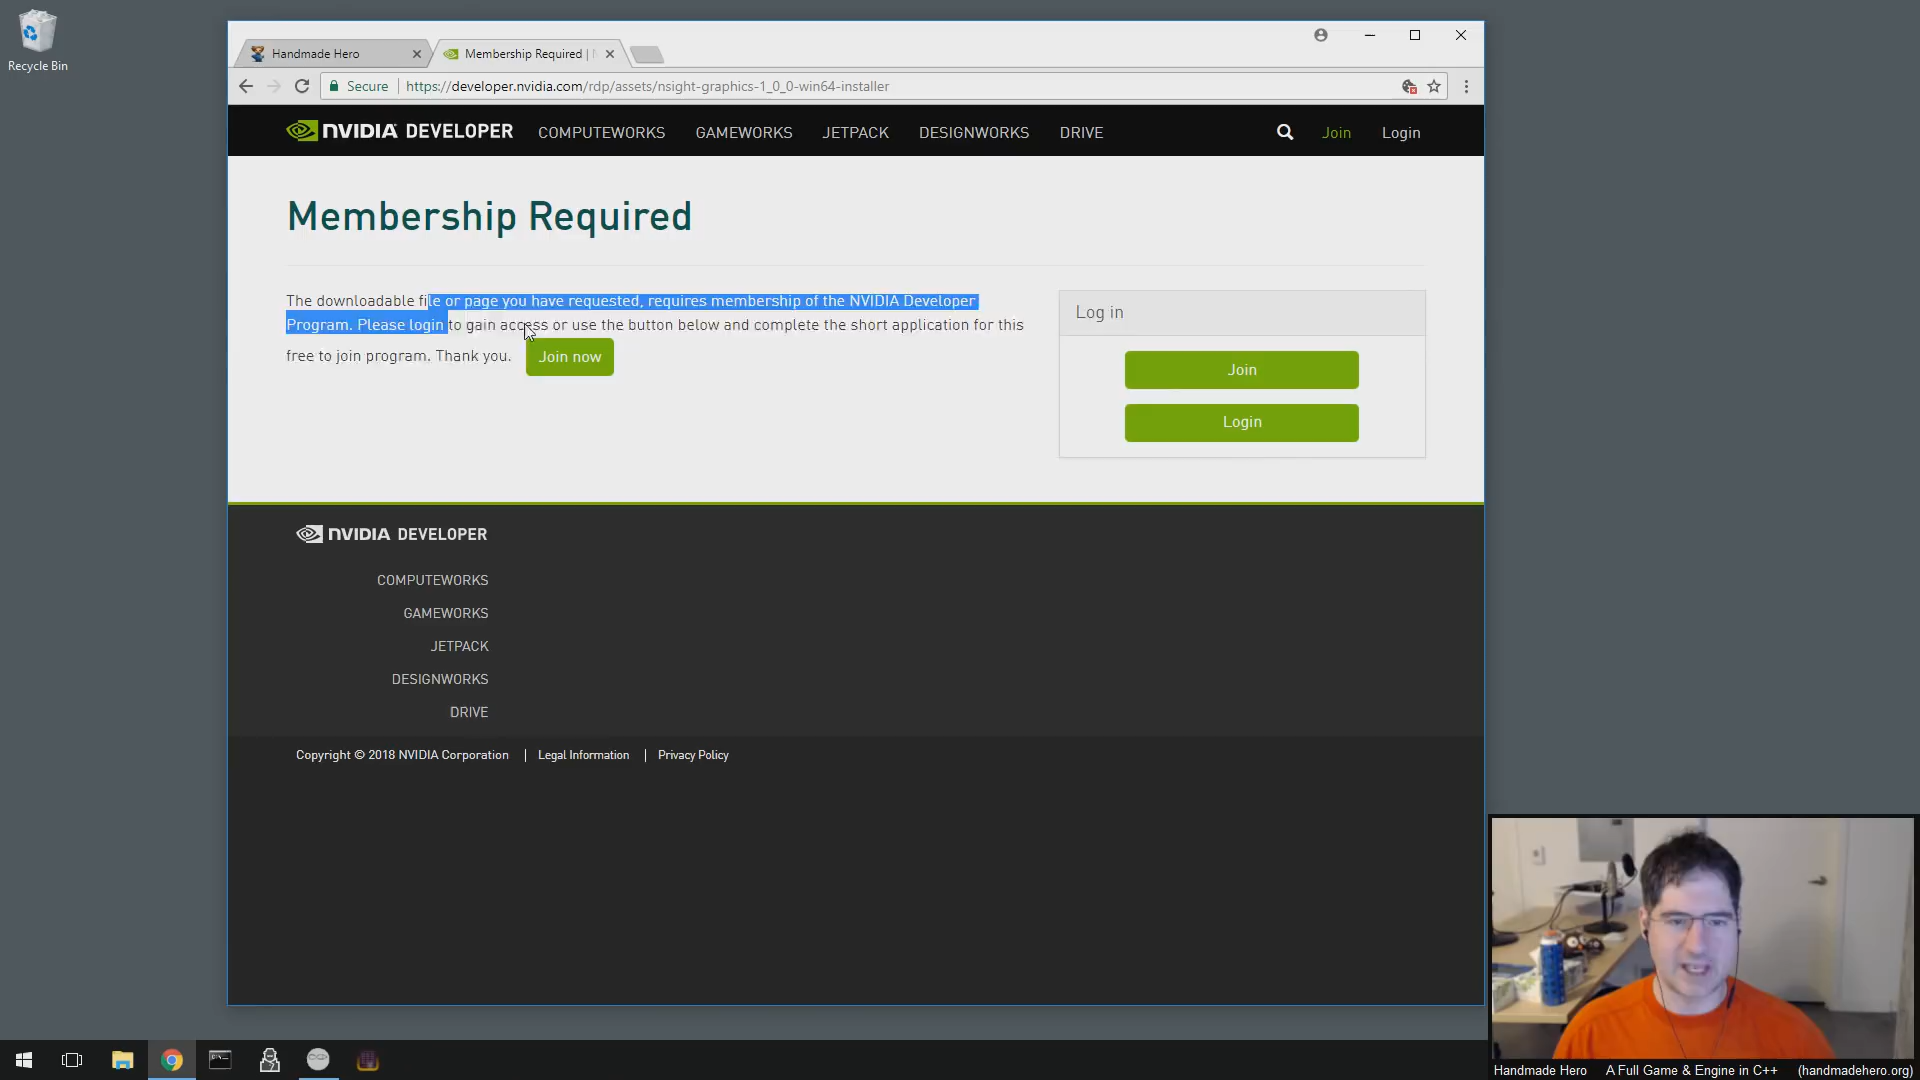 Recycle Bin
Handmade Hero
Membership Required |
Secure
https://developer.nvidia.com/rdp/assets/nsight-graphics-1_0_0-win64-installer
NVIDIA DEVELOPER
COMPUTEWORKS
GAMEWORKS
JETPACK
DESIGNWORKS
DRIVE
Join
Login
Membership Required
The downloadable file or page you have requested, requires membership of the NVIDIA Developer
Program. Please login to gain access or use the button below and complete the short application for this
free to join program. Thank you.
Join now
Log in
Join
Login
NVIDIA DEVELOPER
COMPUTEWORKS
GAMEWORKS
JETPACK
DESIGNWORKS
DRIVE
Copyright © 2018 NVIDIA Corporation | Legal Information | Privacy Policy
Handmade Hero A Full Game & Engine in C++ (handmadehero.org)